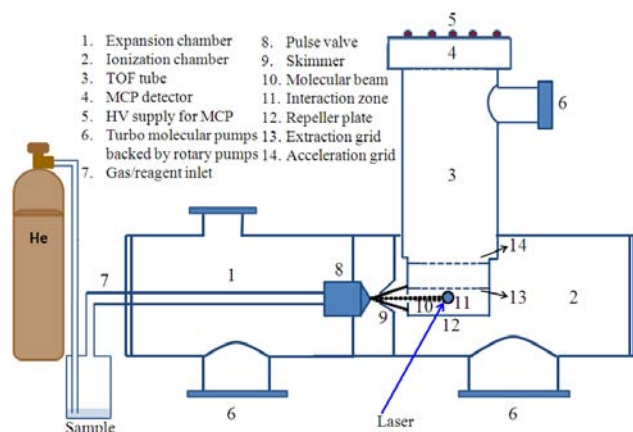 1. Expansion chamber
2. Ionization chamber
3. TOF tube
4. MCP detector
5. HV supply for MCP
6. Turbo molecular pumps
backed by rotary pumps
7. Gas/reagent inlet
8. Pulse valve
9. Skimmer
10. Molecular beam
11. Interaction zone
12. Repeller plate
13. Extraction grid
14. Acceleration grid
5
4
6
3
He
14
7
1
8
2
13
10
11
9
12
6
6
Laser
Sample